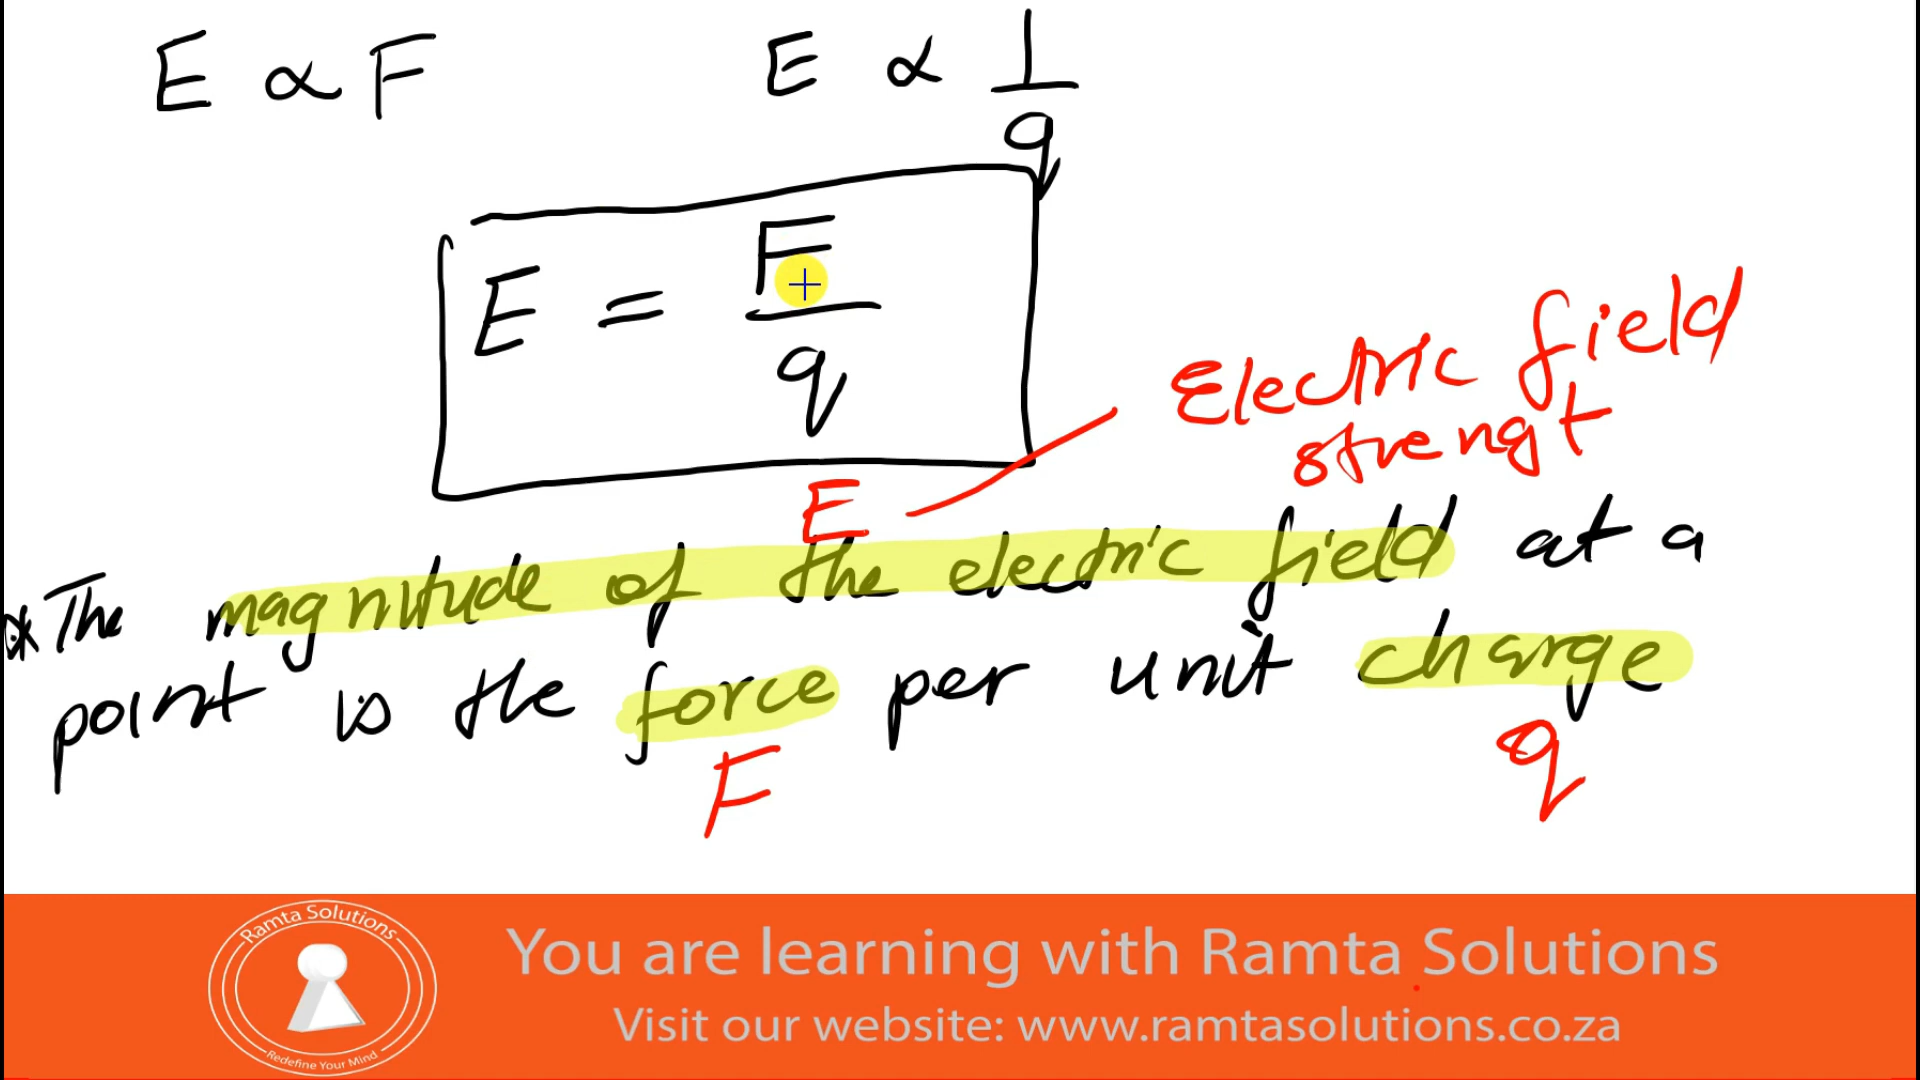 E ∝ F
E ∝ 1/q
E = F/q
Electric field
strengt
E
*The magnitude of the electric field at a
point is the force per unit charge
F
q
Ramta Solutions
Redefine Your Mind
You are learning with Ramta Solutions
Visit our website: www.ramtasolutions.co.za